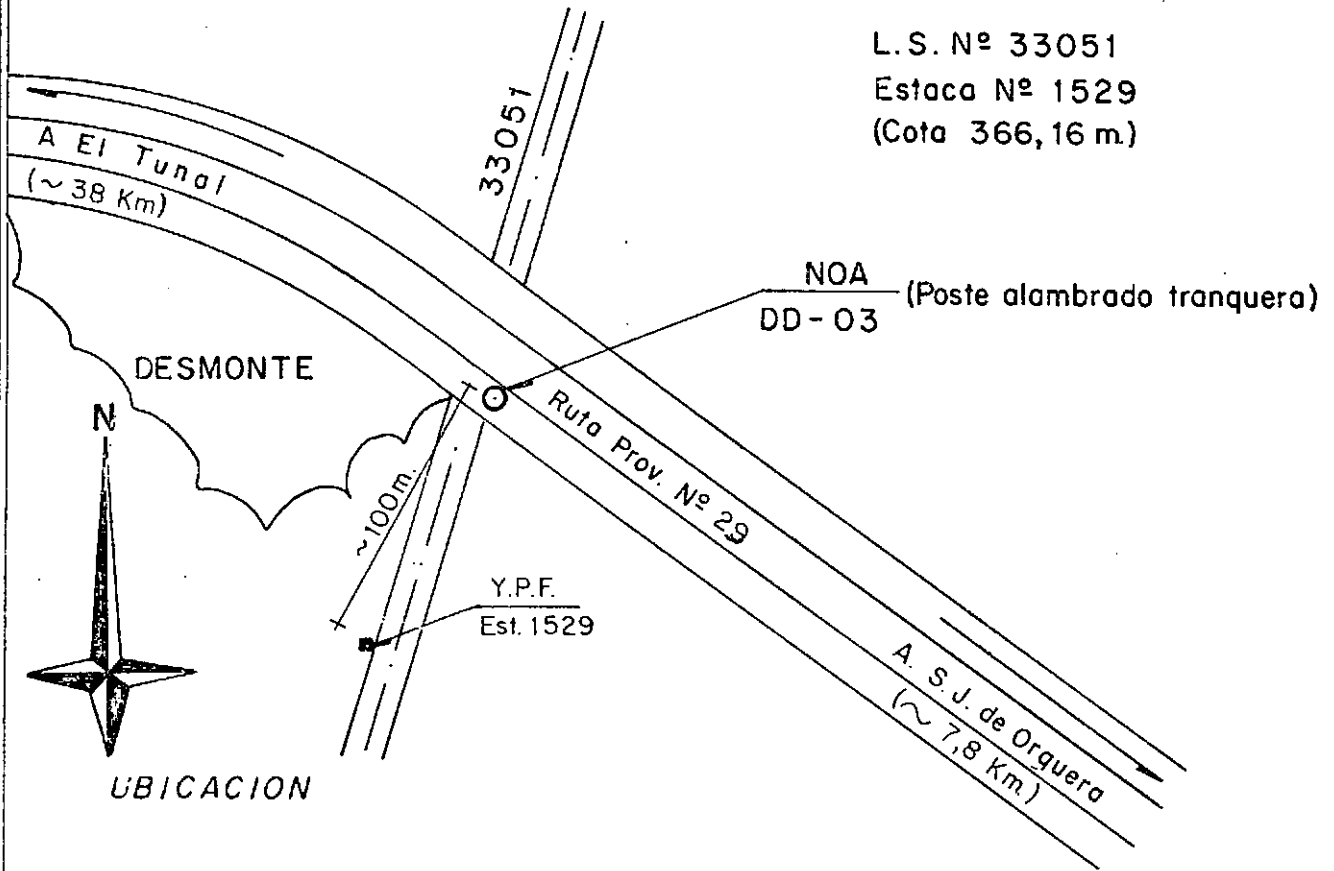 L.S. Nº 33051
Estaca Nº 1529
(Cota 366,16 m.)
33051
A El Tunal
(~ 38 Km)
NOA
DD-03
(Poste alambrado tranquera)
DESMONTE
N
Ruta Prov. Nº 29
~100m.
Y.P.F.
Est. 1529
A. S. J. de Orquera
(~ 7,8 Km)
UBICACION